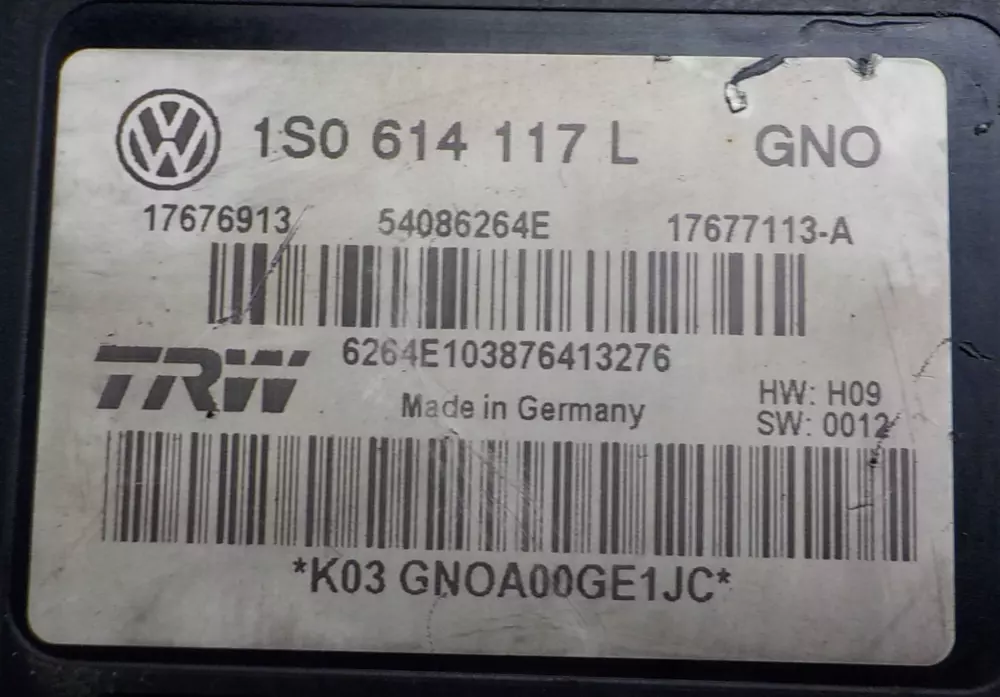 1S0 614 117 L GNO
17676913 54086264E 17677113-A
6264E103876413276
TRW
Made in Germany
HW: H09
SW: 0012
*K03 GNOA00GE1JC*